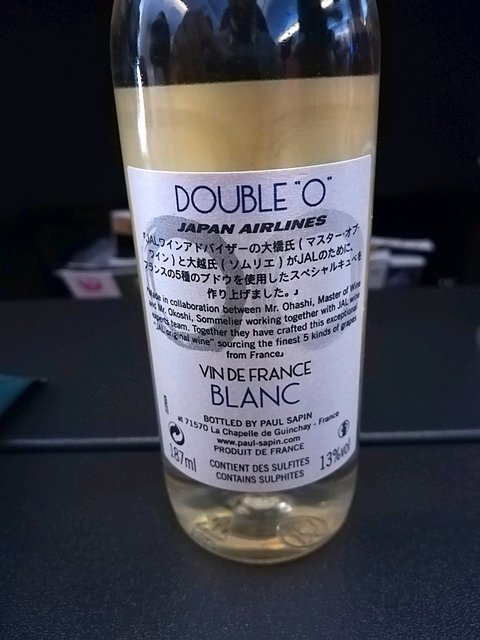 DOUBLE "O"
JAPAN AIRLINES
『JALワインアドバイザーの大橋氏 ( マスター・オブ・
ワイン ) と大越氏 ( ソムリエ ) がJALのために、
フランスの5種のブドウを使用したスペシャルキュベを
作り上げました。』
in collaboration between Mr. Ohashi, Master of Wine
and Mr. Okoshi, Sommelier working together with JAL wine
experts team. Together they have crafted this exceptional
"JAL original wine" sourcing the finest 5 kinds of grapes
from France』
VIN DE FRANCE
BLANC
BOTTLED BY PAUL SAPIN
at 71570 La Chapelle de Guinchay - France
www.paul-sapin.com
PRODUIT DE FRANCE
187ml
CONTIENT DES SULFITES
CONTAINS SULPHITES
13%vol